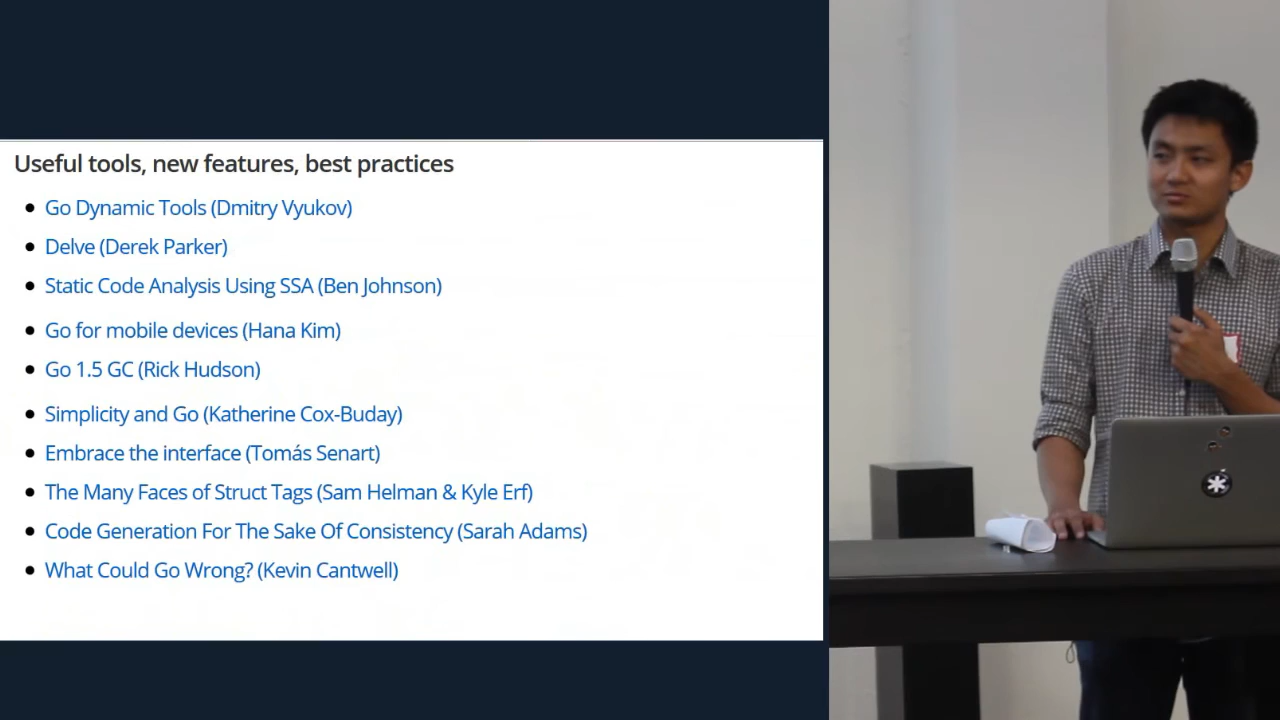 Useful tools, new features, best practices
Go Dynamic Tools (Dmitry Vyukov)
Delve (Derek Parker)
Static Code Analysis Using SSA (Ben Johnson)
Go for mobile devices (Hana Kim)
Go 1.5 GC (Rick Hudson)
Simplicity and Go (Katherine Cox-Buday)
Embrace the interface (Tomás Senart)
The Many Faces of Struct Tags (Sam Helman & Kyle Erf)
Code Generation For The Sake Of Consistency (Sarah Adams)
What Could Go Wrong? (Kevin Cantwell)